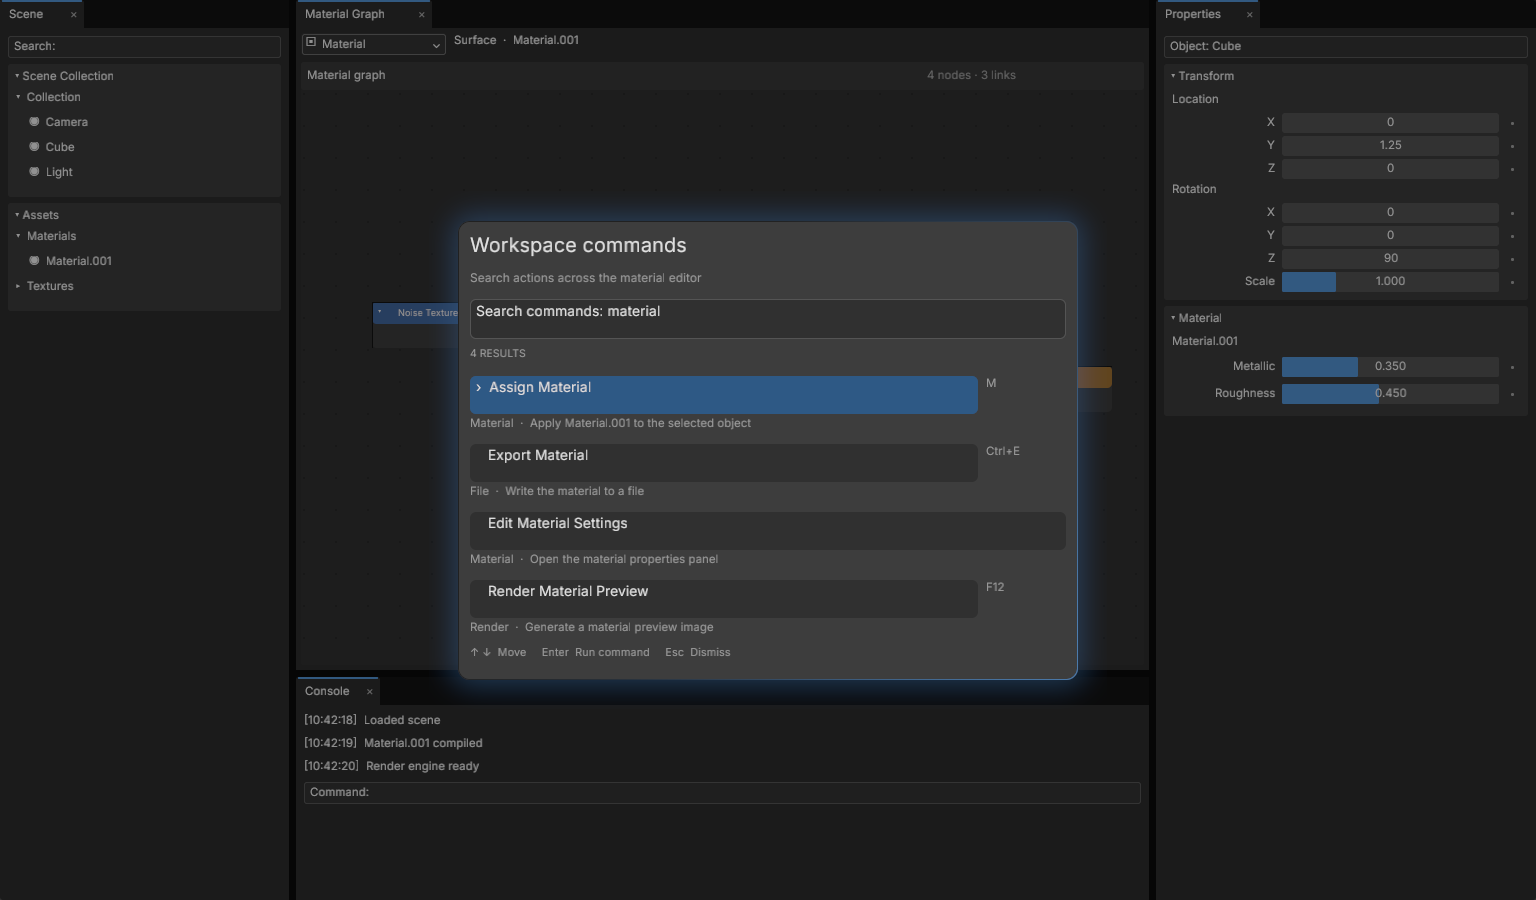 Scene ×
Search:
Scene Collection
Collection
Camera
Cube
Light
Assets
Materials
Material.001
Textures
Material Graph ×
Material
Surface · Material.001
Material graph
4 nodes · 3 links
Noise Texture
Workspace commands
Search actions across the material editor
Search commands: material
4 RESULTS
› Assign Material
M
Material · Apply Material.001 to the selected object
Export Material
Ctrl+E
File · Write the material to a file
Edit Material Settings
Material · Open the material properties panel
Render Material Preview
F12
Render · Generate a material preview image
↑ ↓ Move Enter Run command Esc Dismiss
Console ×
[10:42:18] Loaded scene
[10:42:19] Material.001 compiled
[10:42:20] Render engine ready
Command:
Properties ×
Object: Cube
Transform
Location
X 0
Y 1.25
Z 0
Rotation
X 0
Y 0
Z 90
Scale 1.000
Material
Material.001
Metallic 0.350
Roughness 0.450